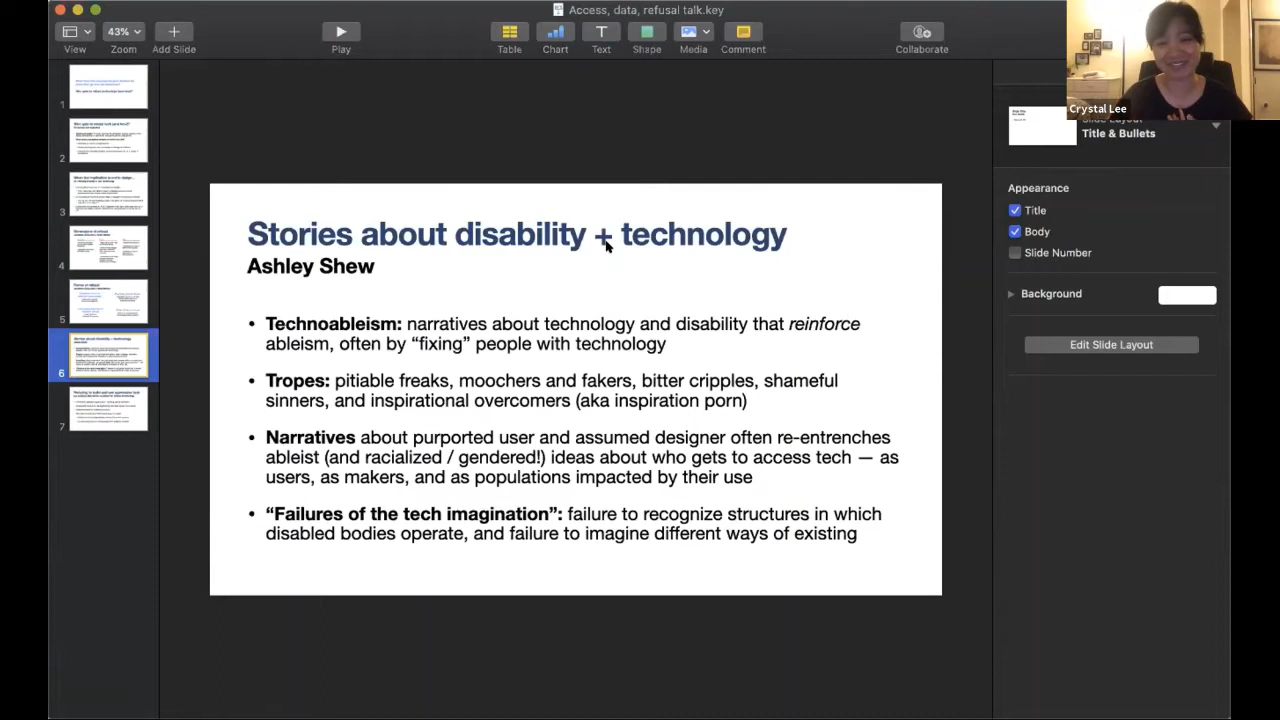 Access, data, refusal talk.key
43%
View
Zoom
Add Slide
Play
Table
Chart
Text
Shape
Media
Comment
Collaborate
Crystal Lee
Slide Layout
Title & Bullets
Appearance
Title
Body
Slide Number
Background
Edit Slide Layout
1
2
3
4
5
6
7
Stories about disability + technology
Ashley Shew
• Technoableism: narratives about technology and disability that reinforce
ableism, often by “fixing” people with technology
• Tropes: pitiable freaks, moochers and fakers, bitter cripples, shameful
sinners, and inspirational overcomers (aka inspiration porn)
• Narratives about purported user and assumed designer often re-entrenches
ableist (and racialized / gendered!) ideas about who gets to access tech — as
users, as makers, and as populations impacted by their use
• “Failures of the tech imagination”: failure to recognize structures in which
disabled bodies operate, and failure to imagine different ways of existing